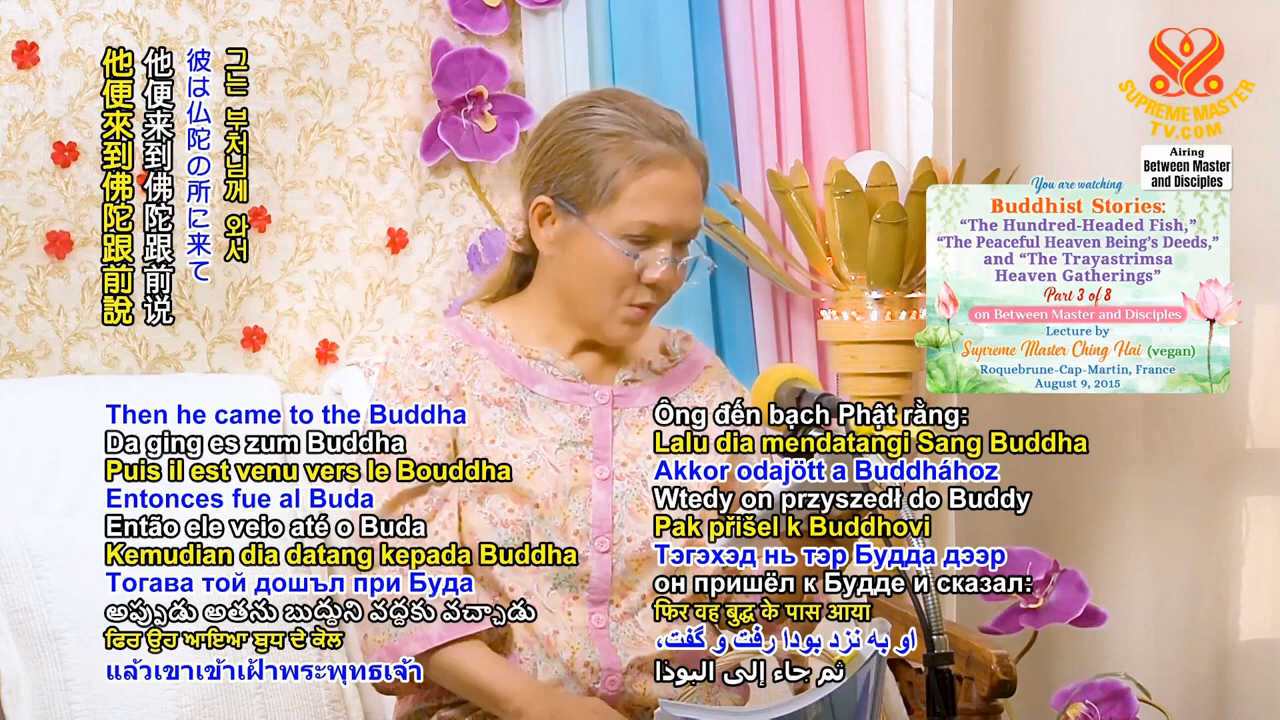 그는 부처님께 와서
彼は仏陀の所に来て
他便来到佛陀跟前说
他便來到佛陀跟前說
SUPREME MASTER
TV.COM
Airing
Between Master
and Disciples
You are watching
Buddhist Stories:
“The Hundred-Headed Fish,”
“The Peaceful Heaven Being’s Deeds,”
and “The Trayastrimsa
Heaven Gatherings”
Part 3 of 8
on Between Master and Disciples
Lecture by
Supreme Master Ching Hai (vegan)
Roquebrune-Cap-Martin, France
August 9, 2015
Then he came to the Buddha
Da ging es zum Buddha
Puis il est venu vers le Bouddha
Entonces fue al Buda
Então ele veio até o Buda
Kemudian dia datang kepada Buddha
Тогава той дошъл при Буда
అప్పుడు అతను బుద్ధుని వద్దకు వచ్చాడు
ਫਿਰ ਉਹ ਆਇਆ ਬੁਧ ਦੇ ਕੋਲ
แล้วเขาเข้าเฝ้าพระพุทธเจ้า
Ông đến bạch Phật rằng:
Lalu dia mendatangi Sang Buddha
Akkor odajött a Buddhához
Wtedy on przyszedł do Buddy
Pak přišel k Buddhovi
Тэгэхэд нь тэр Будда дээр
он пришёл к Будде и сказал:
फिर वह बुद्ध के पास आया
او به نزد بودا رفت و گفت،
ثم جاء إلى البوذا